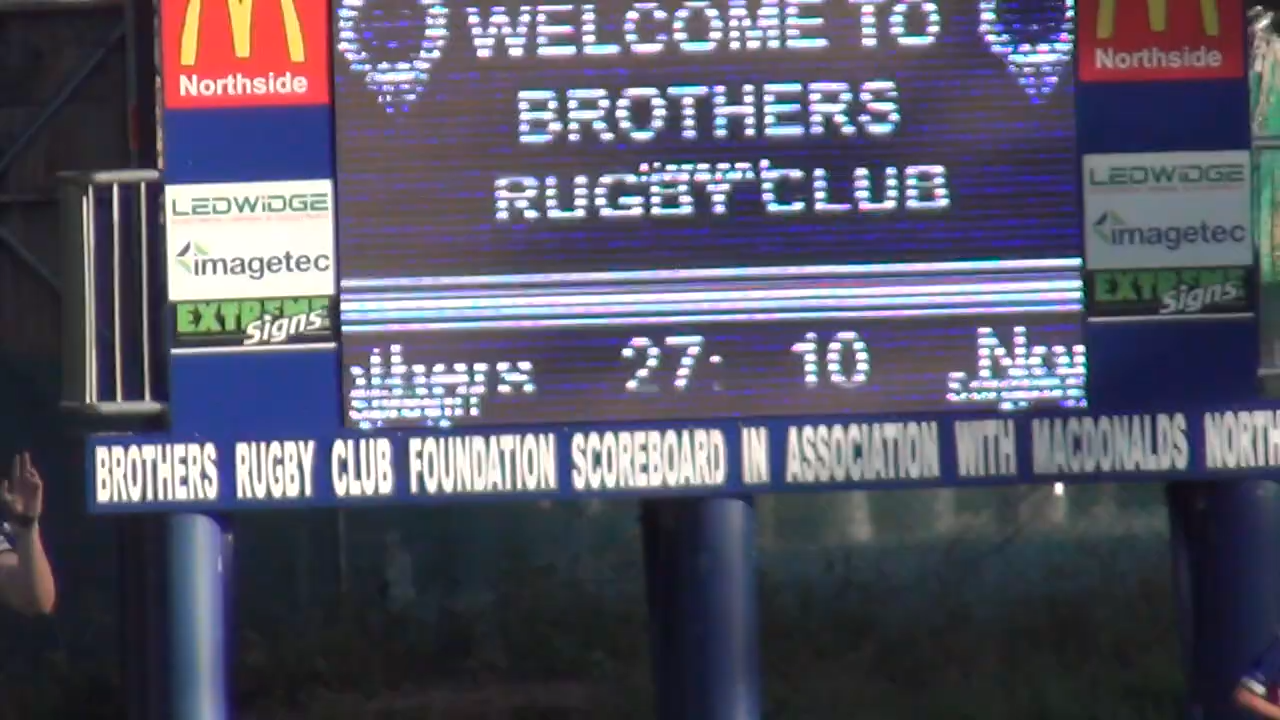 Northside
WELCOME TO
Northside
BROTHERS
RUGBY CLUB
LEDWIDGE
imagetec
EXTREME
Signs
LEDWIDGE
imagetec
EXTREME
Signs
27: 10
BROTHERS RUGBY CLUB FOUNDATION SCOREBOARD IN ASSOCIATION WITH MACDONALDS NORTH